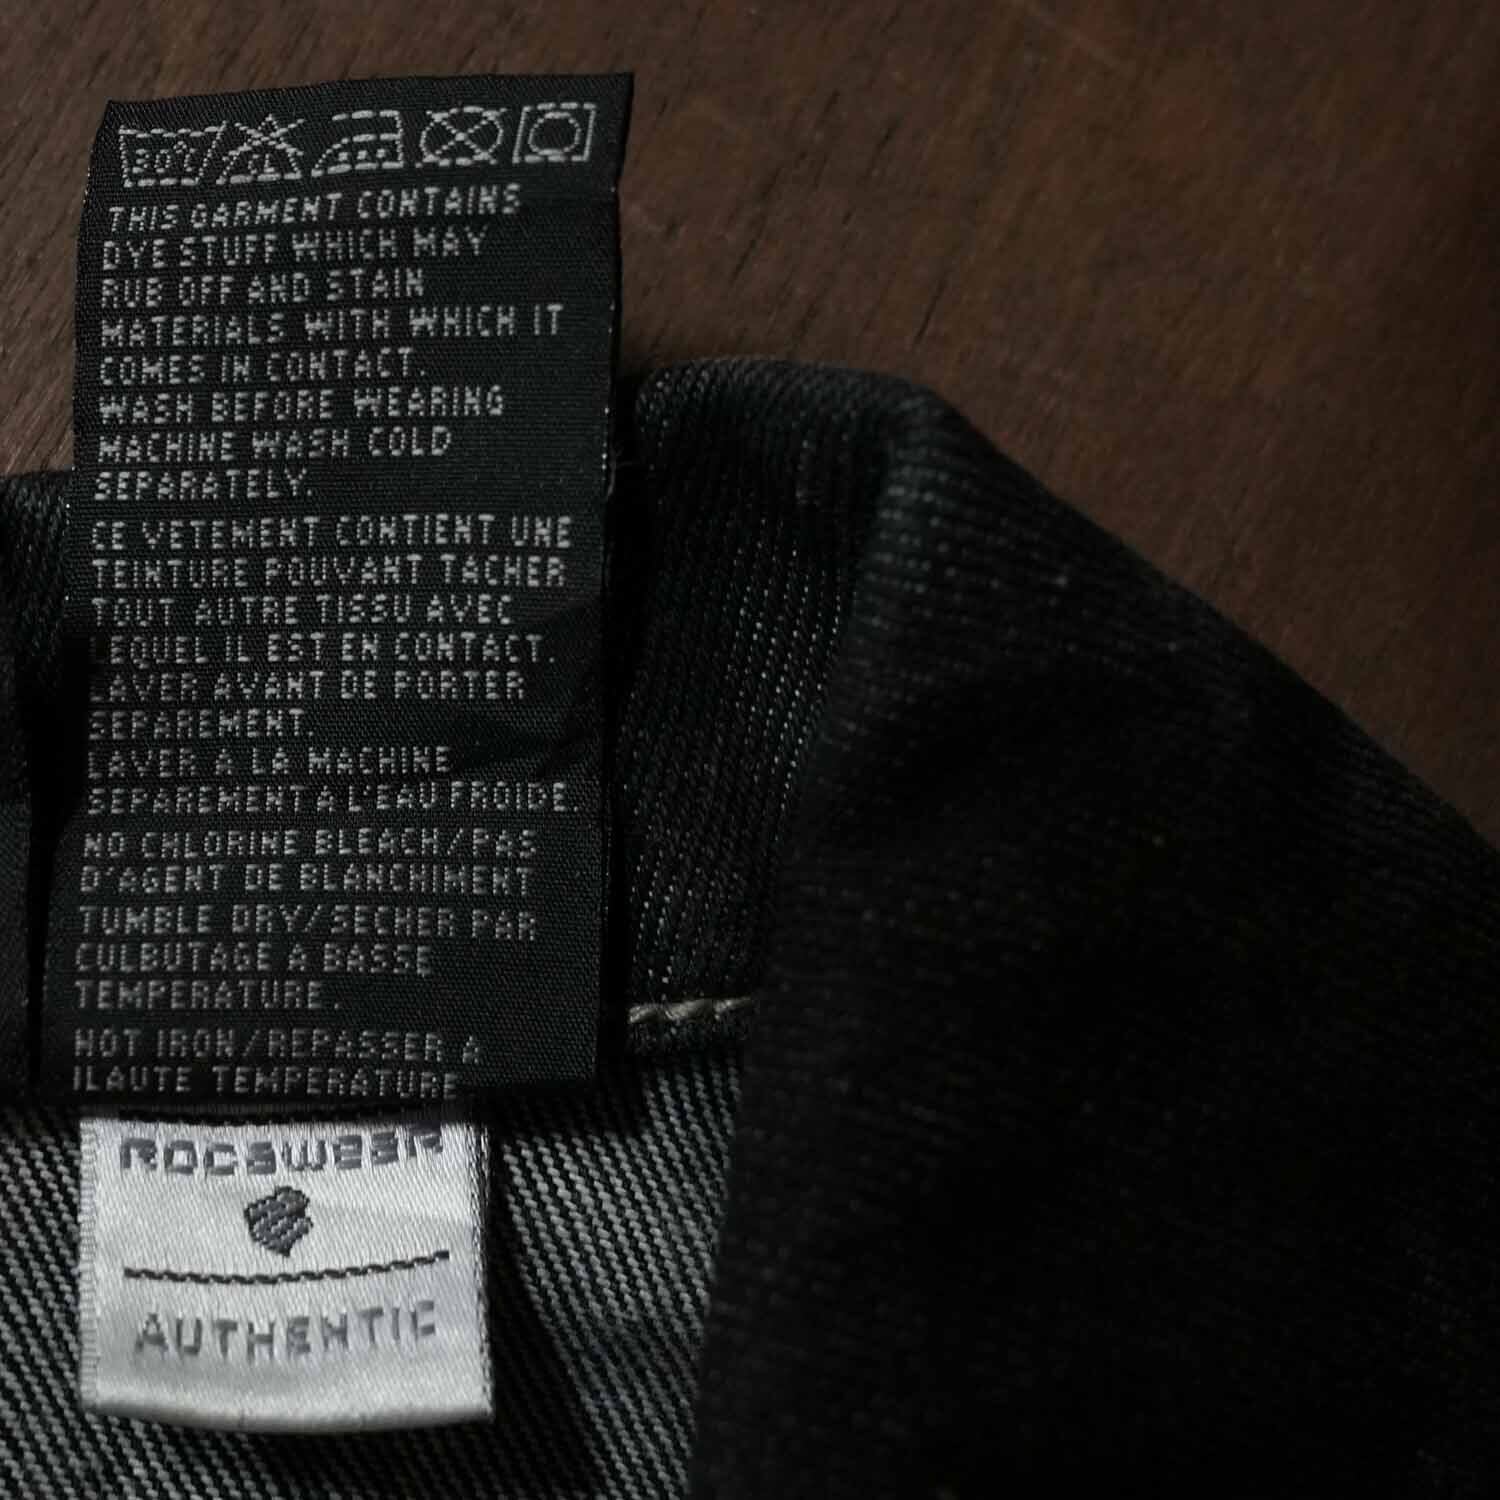 30°C CL
THIS GARMENT CONTAINS
DYE STUFF WHICH MAY
RUB OFF AND STAIN
MATERIALS WITH WHICH IT
COMES IN CONTACT.
WASH BEFORE WEARING
MACHINE WASH COLD
SEPARATELY.
CE VETEMENT CONTIENT UNE
TEINTURE POUVANT TACHER
TOUT AUTRE TISSU AVEC
LEQUEL IL EST EN CONTACT.
LAVER AVANT DE PORTER
SEPAREMENT.
LAVER A LA MACHINE
SEPAREMENT A L'EAU FROIDE.
NO CHLORINE BLEACH/PAS
D'AGENT DE BLANCHIMENT
TUMBLE DRY/SECHER PAR
CULBUTAGE A BASSE
TEMPERATURE.
HOT IRON/REPASSER A
HAUTE TEMPERATURE
ROCAWEAR
AUTHENTIC